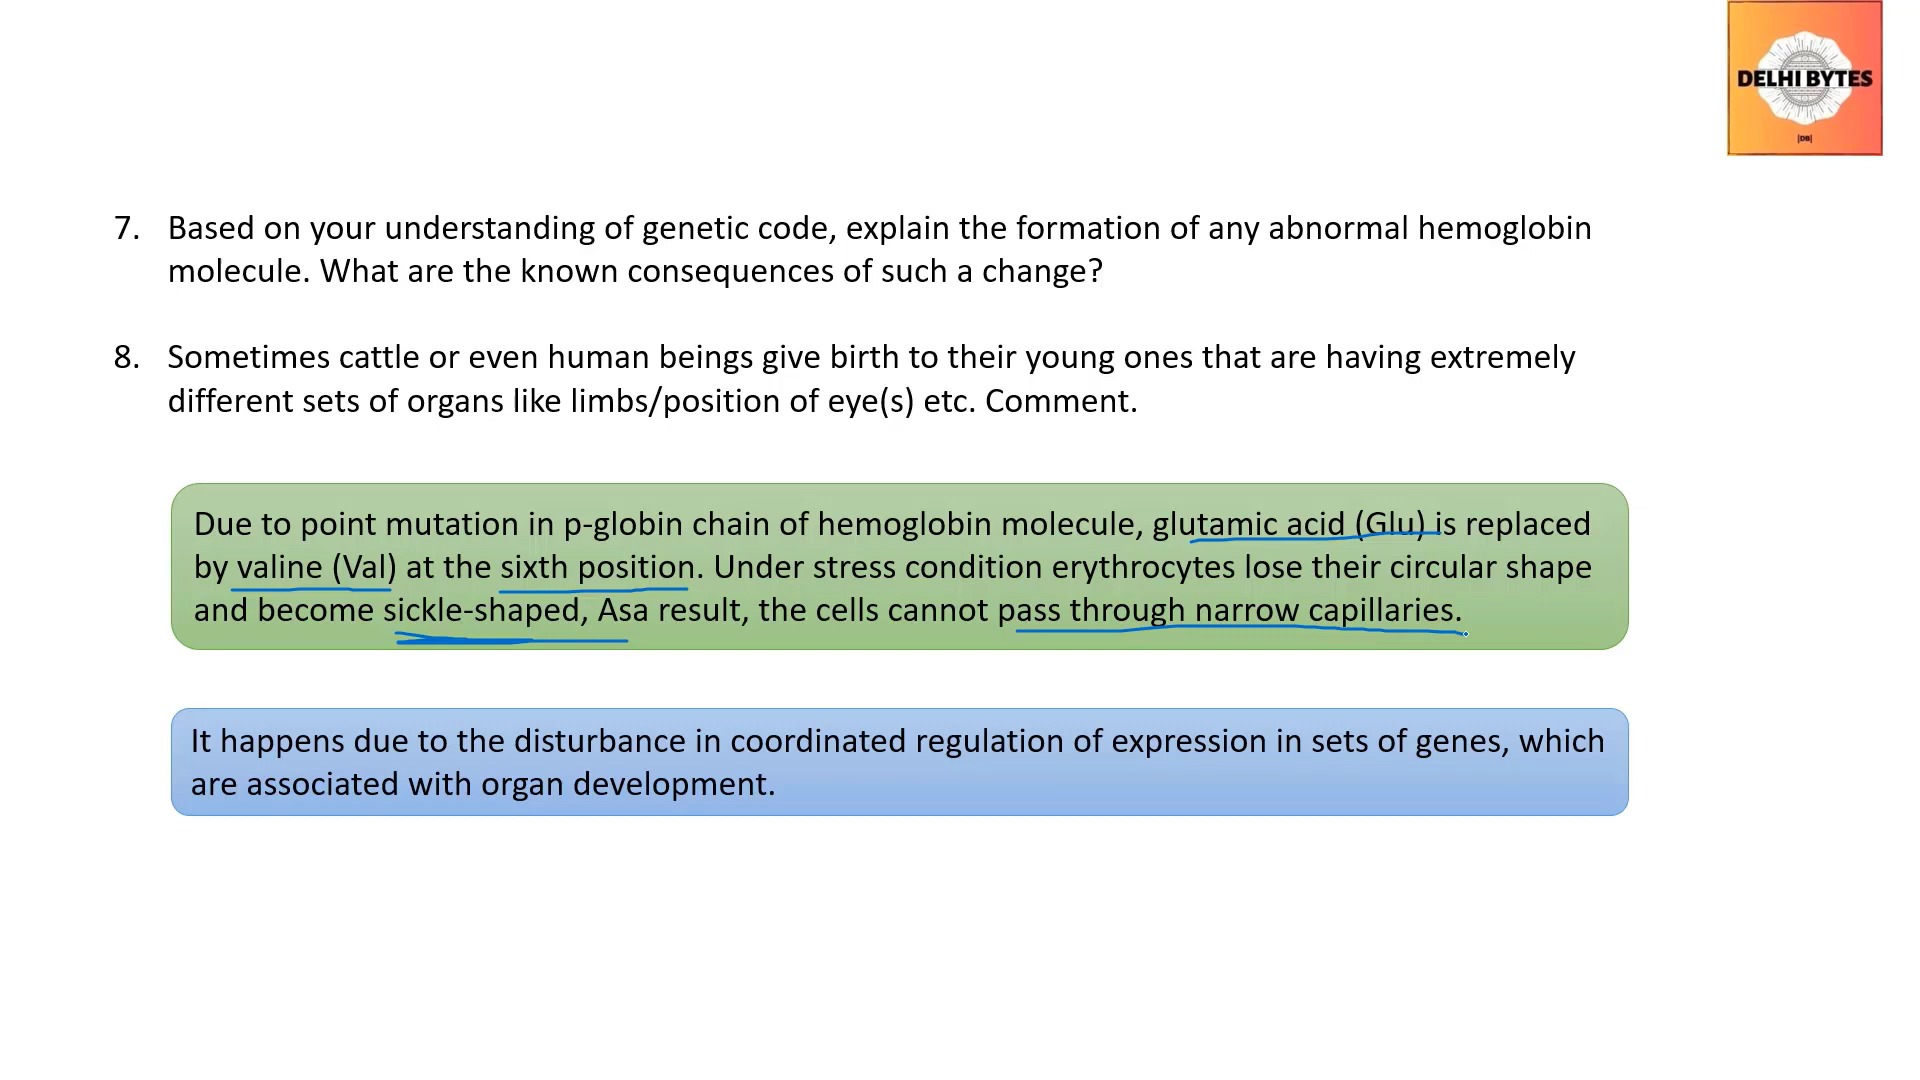 DELHI BYTES
|DB|
7. Based on your understanding of genetic code, explain the formation of any abnormal hemoglobin
molecule. What are the known consequences of such a change?
8. Sometimes cattle or even human beings give birth to their young ones that are having extremely
different sets of organs like limbs/position of eye(s) etc. Comment.
Due to point mutation in p-globin chain of hemoglobin molecule, glutamic acid (Glu) is replaced
by valine (Val) at the sixth position. Under stress condition erythrocytes lose their circular shape
and become sickle-shaped, Asa result, the cells cannot pass through narrow capillaries.
It happens due to the disturbance in coordinated regulation of expression in sets of genes, which
are associated with organ development.